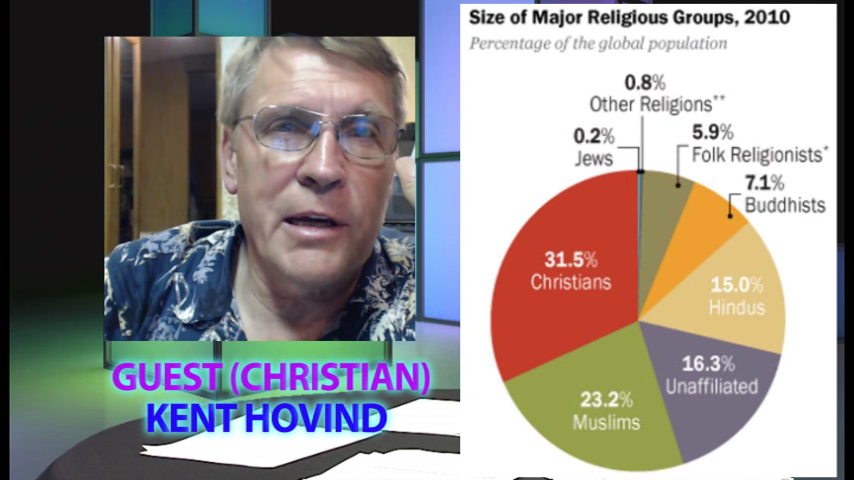 Size of Major Religious Groups, 2010
Percentage of the global population
0.8%
Other Religions**
0.2%
Jews
5.9%
Folk Religionists*
7.1%
Buddhists
31.5%
Christians
15.0%
Hindus
16.3%
Unaffiliated
23.2%
Muslims
GUEST (CHRISTIAN)
KENT HOVIND